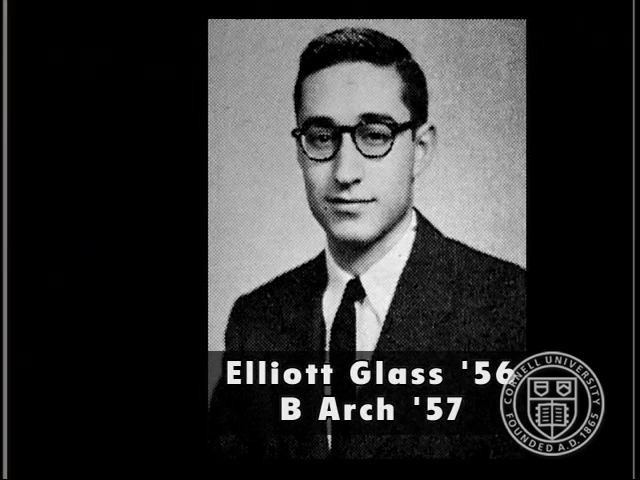 Elliott Glass '56
B Arch '57
CORNELL UNIVERSITY
FOUNDED A.D. 1865